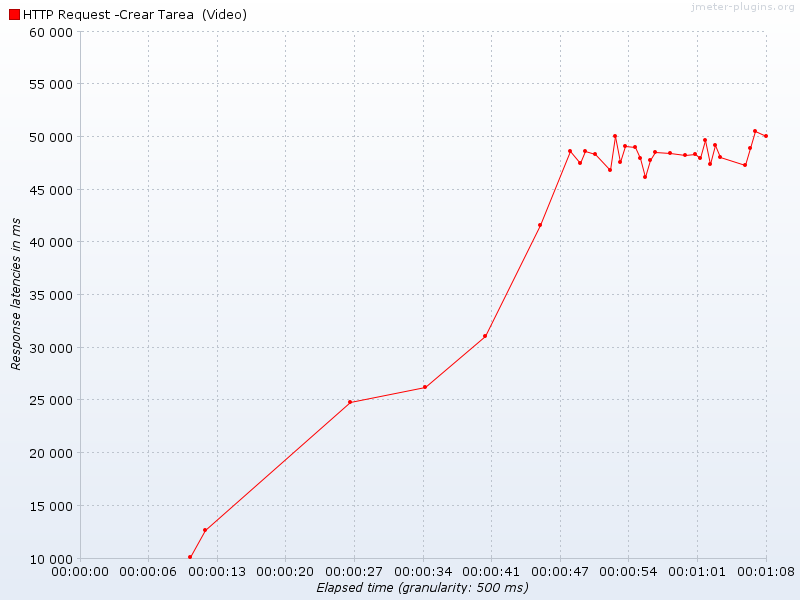 jmeter-plugins.org
HTTP Request -Crear Tarea (Video)
60 000
55 000
50 000
45 000
40 000
35 000
30 000
25 000
20 000
15 000
10 000
Response latencies in ms
00:00:00 00:00:06 00:00:13 00:00:20 00:00:27 00:00:34 00:00:41 00:00:47 00:00:54 00:01:01 00:01:08
Elapsed time (granularity: 500 ms)